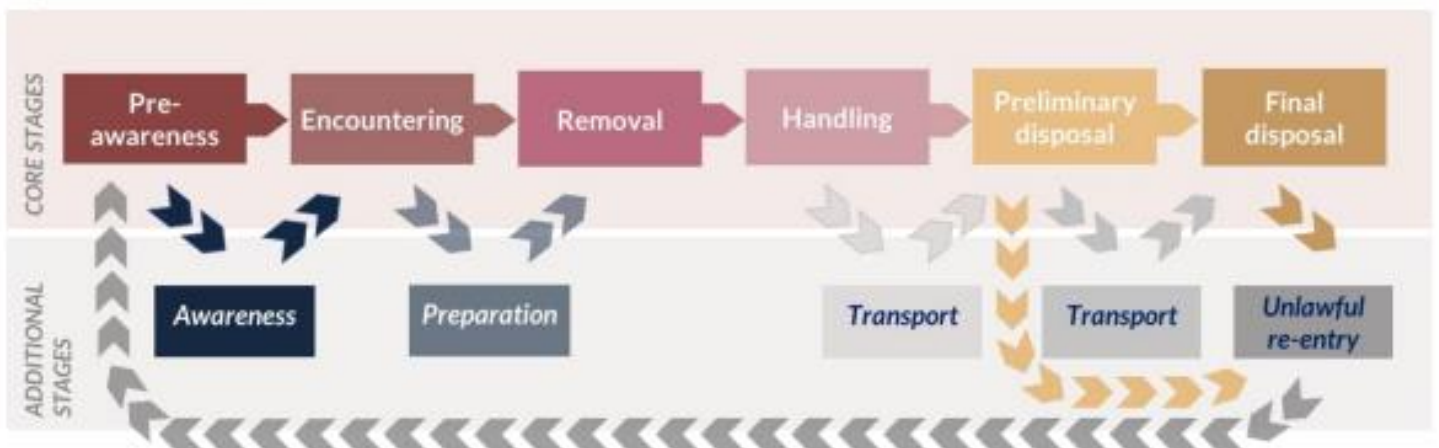 CORE STAGES
Pre-
awareness
Encountering
Removal
Handling
Preliminary
disposal
Final
disposal
ADDITIONAL
STAGES
Awareness
Preparation
Transport
Transport
Unlawful
re-entry